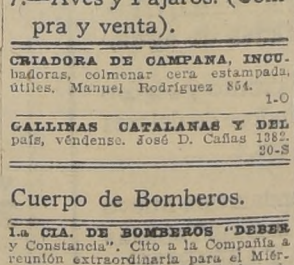 7.—Aves y Pájaros. (Com-
pra y venta).
CRIADORA DE CAMPANA, INCU-
badoras, colmenar cera estampada,
útiles. Manuel Rodríguez 864.
1-O
GALLINAS CATALANAS Y DEL
país, véndense. José D. Cañas 1382.
30-S
Cuerpo de Bomberos.
1.a CIA. DE BOMBEROS "DEBER
y Constancia". Cito a la Compañía a
reunión extraordinaria para el Miér-